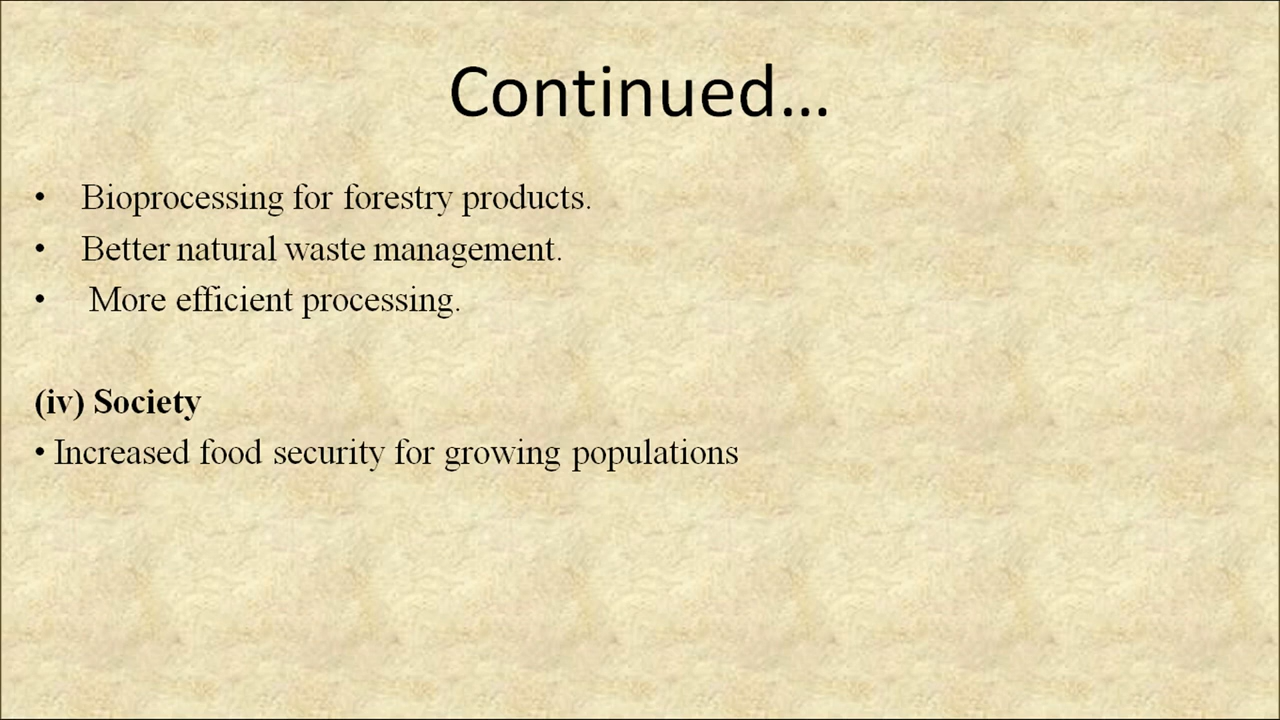 Continued...
• Bioprocessing for forestry products.
• Better natural waste management.
• More efficient processing.
(iv) Society
• Increased food security for growing populations